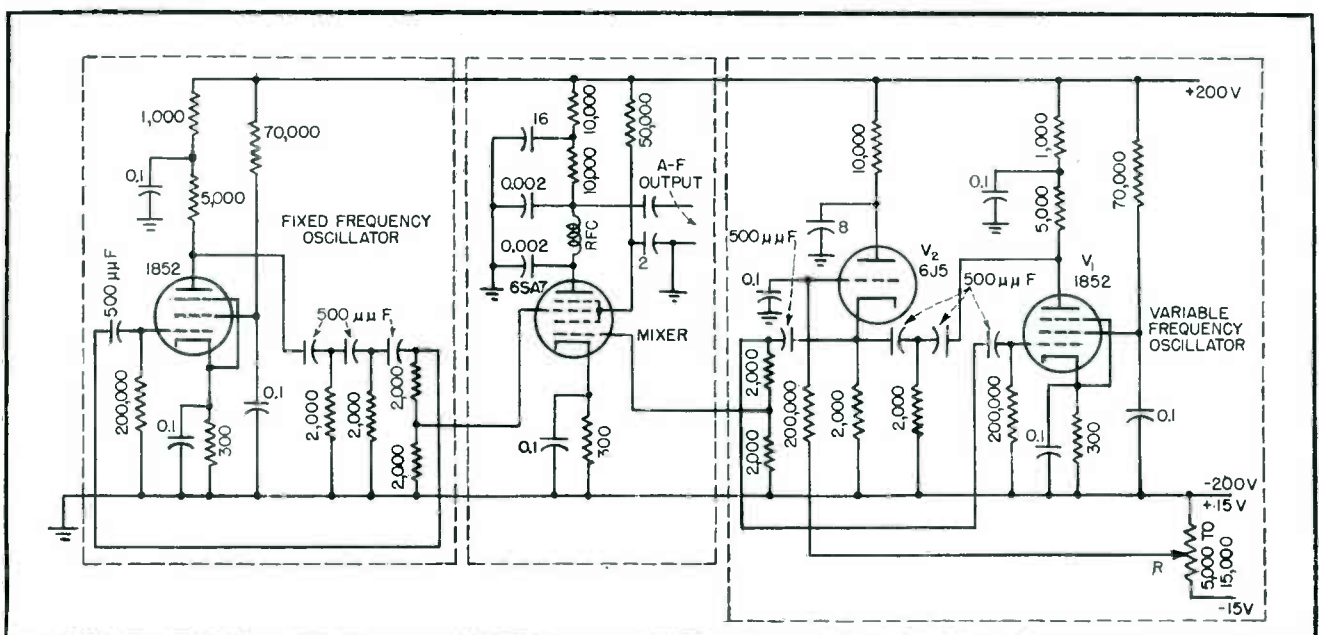 1,000
70,000
0.1
5,000
FIXED FREQUENCY
OSCILLATOR
500 μμF
1852
500 μμF
200,000
0.1
300
0.1
2,000
2,000
2,000
2,000
16
10,000
50,000
10,000
A-F
OUTPUT
0.002
RFC
0.002
2
6SA7
MIXER
0.1
300
+200V
10,000
1,000
70,000
0.1
5,000
8
500 μμF
V2
6J5
0.1
500 μμF
V1
1852
VARIABLE
FREQUENCY
OSCILLATOR
2,000
2,000
200,000
2,000
2,000
200,000
0.1
300
0.1
-200V
+15V
R
5,000 TO
15,000
-15V